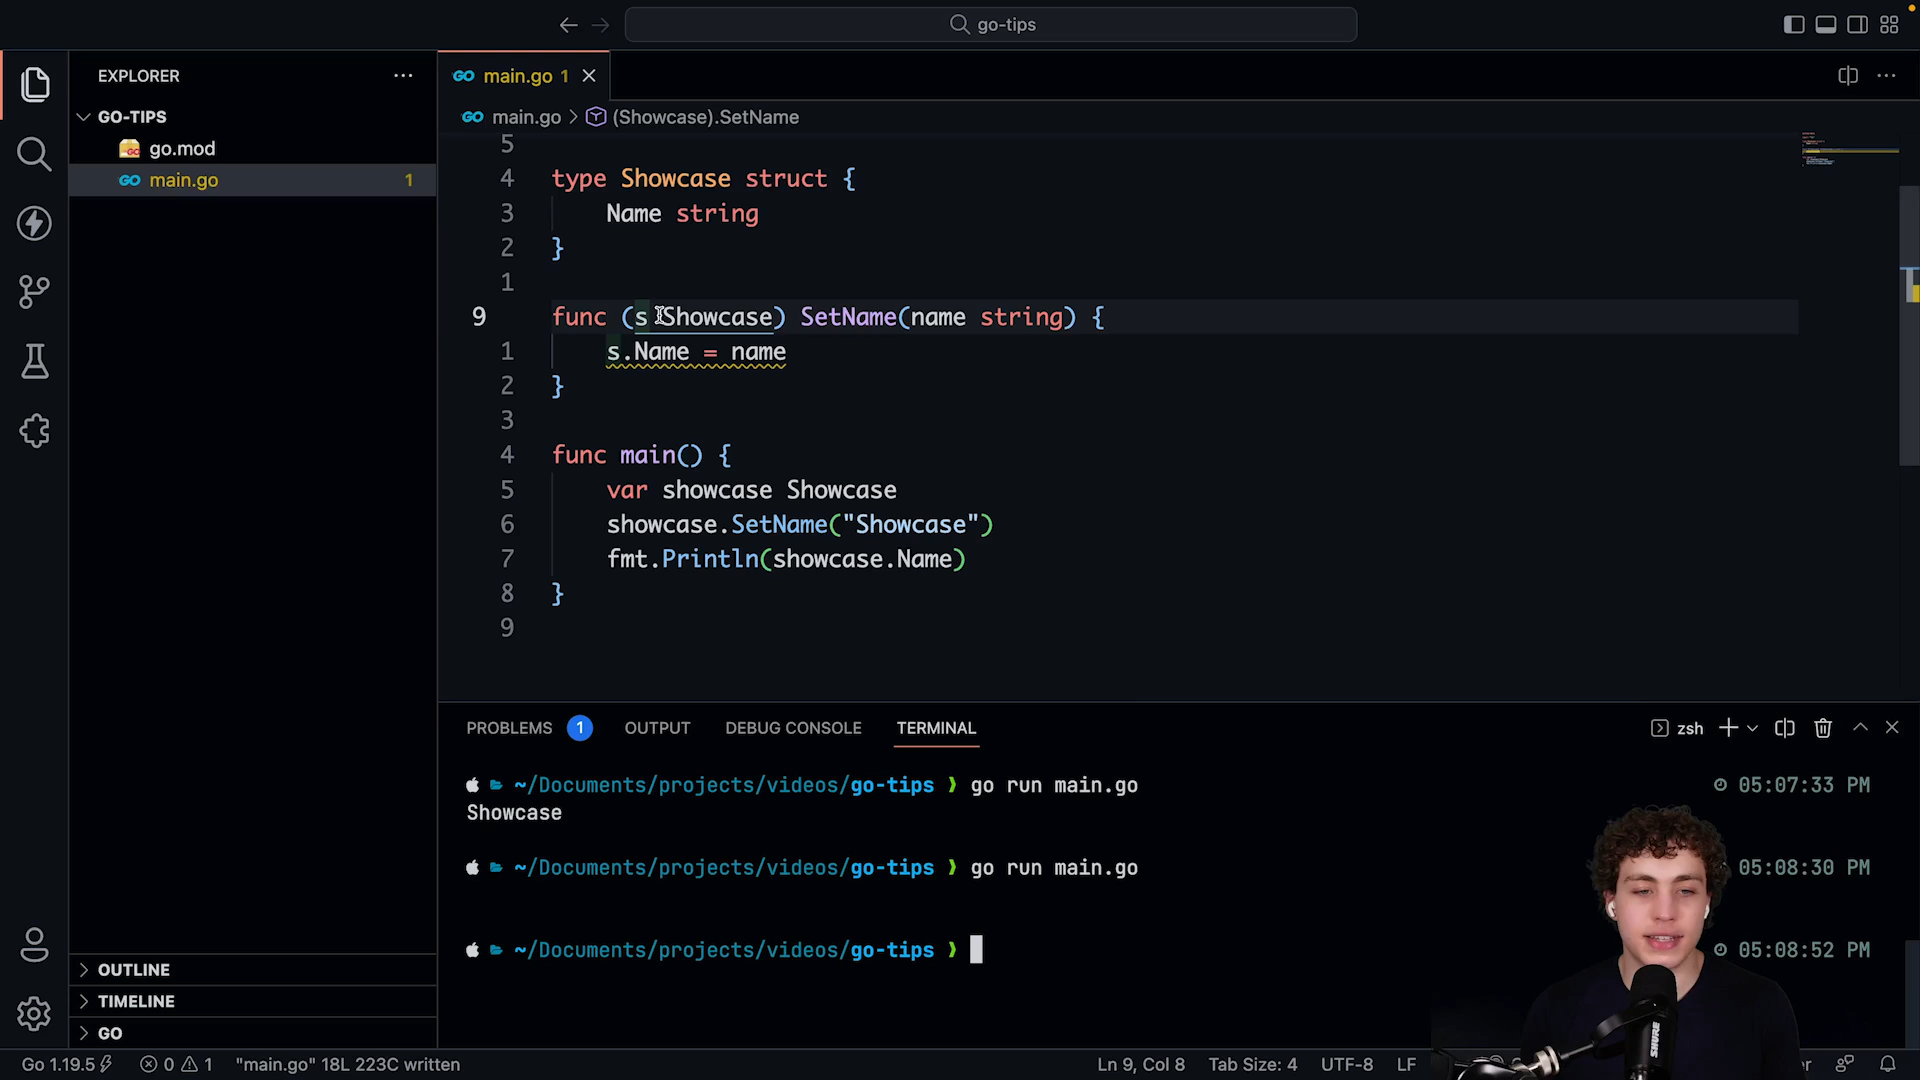 go-tips
EXPLORER
GO-TIPS
go.mod
main.go 1
main.go 1
main.go > (Showcase).SetName
5
4 type Showcase struct {
3 Name string
2 }
1
9 func (s Showcase) SetName(name string) {
1 s.Name = name
2 }
3
4 func main() {
5 var showcase Showcase
6 showcase.SetName("Showcase")
7 fmt.Println(showcase.Name)
8 }
9
PROBLEMS 1 OUTPUT DEBUG CONSOLE TERMINAL
zsh
~/Documents/projects/videos/go-tips ❯ go run main.go 05:07:33 PM
Showcase
~/Documents/projects/videos/go-tips ❯ go run main.go 05:08:30 PM
~/Documents/projects/videos/go-tips ❯ 05:08:52 PM
OUTLINE
TIMELINE
GO
Go 1.19.5 0 1 "main.go" 18L 223C written Ln 9, Col 8 Tab Size: 4 UTF-8 LF
SHURE